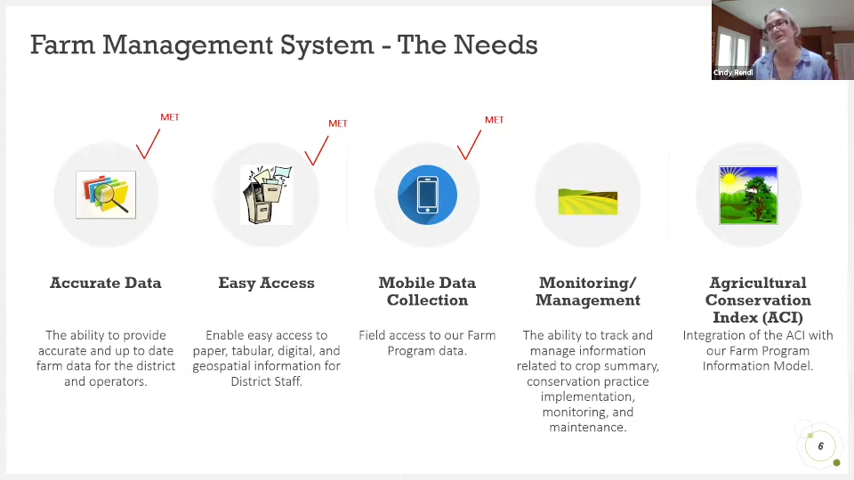 Farm Management System - The Needs
Cindy Rendl
MET
MET
MET
Accurate Data
The ability to provide
accurate and up to date
farm data for the district
and operators.
Easy Access
Enable easy access to
paper, tabular, digital, and
geospatial information for
District Staff.
Mobile Data
Collection
Field access to our Farm
Program data.
Monitoring/
Management
The ability to track and
manage information
related to crop summary,
conservation practice
implementation,
monitoring, and
maintenance.
Agricultural
Conservation
Index (ACI)
Integration of the ACI with
our Farm Program
Information Model.
6